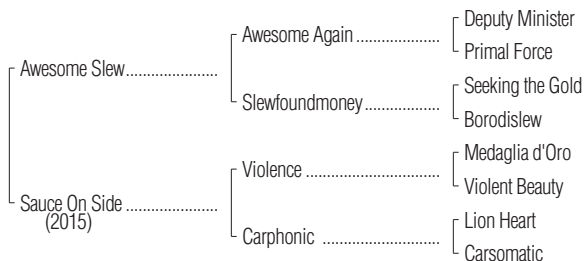 Deputy Minister
Awesome Again ....................
Primal Force
Awesome Slew.......................
Seeking the Gold
Slewfoundmoney..................
Borodislew
Medaglia d'Oro
Violence ................................
Violent Beauty
Sauce On Side ......................
(2015)
Lion Heart
Carphonic ............................
Carsomatic